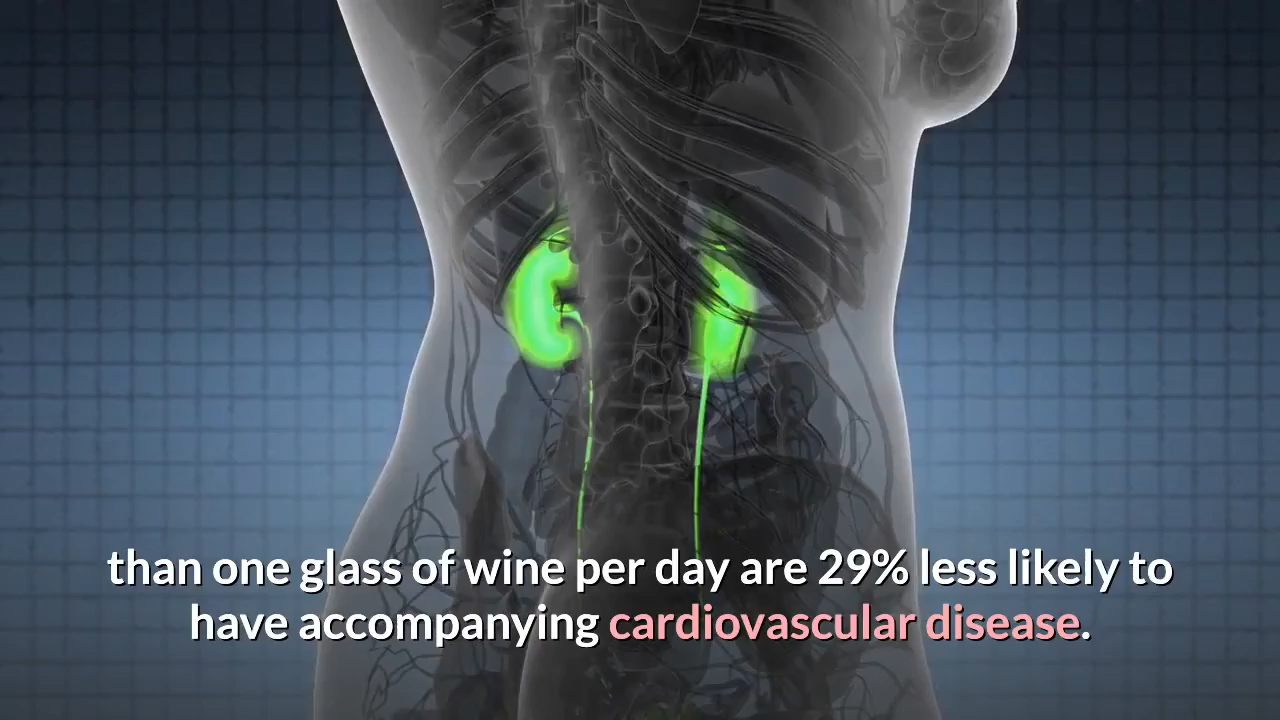 than one glass of wine per day are 29% less likely to
have accompanying cardiovascular disease.